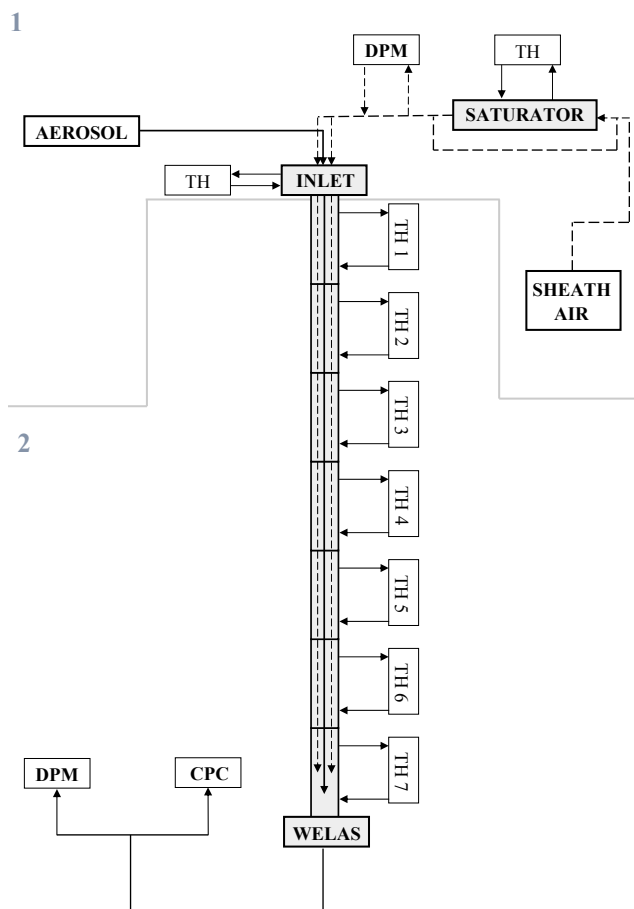 1
DPM
TH
SATURATOR
AEROSOL
TH
INLET
TH 1
SHEATH
AIR
TH 2
TH 3
2
TH 4
TH 5
TH 6
TH 7
DPM
CPC
WELAS